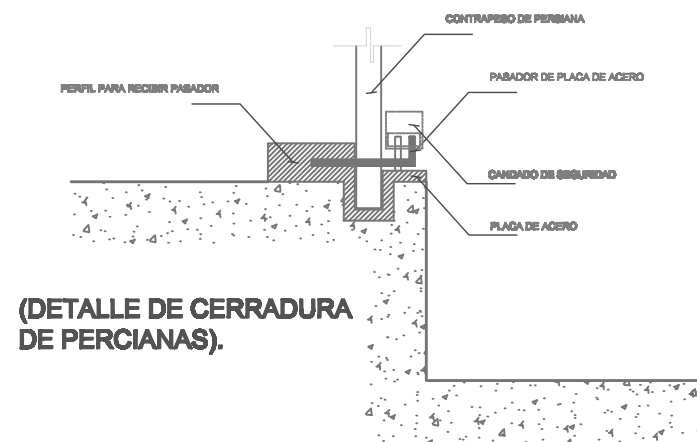 CONTRAPESO DE PERSIANA
PASADOR DE PLACA DE ACERO
PERFIL PARA RECIBIR PASADOR
CANDADO DE SEGURIDAD
PLACA DE ACERO
(DETALLE DE CERRADURA
DE PERCIANAS).